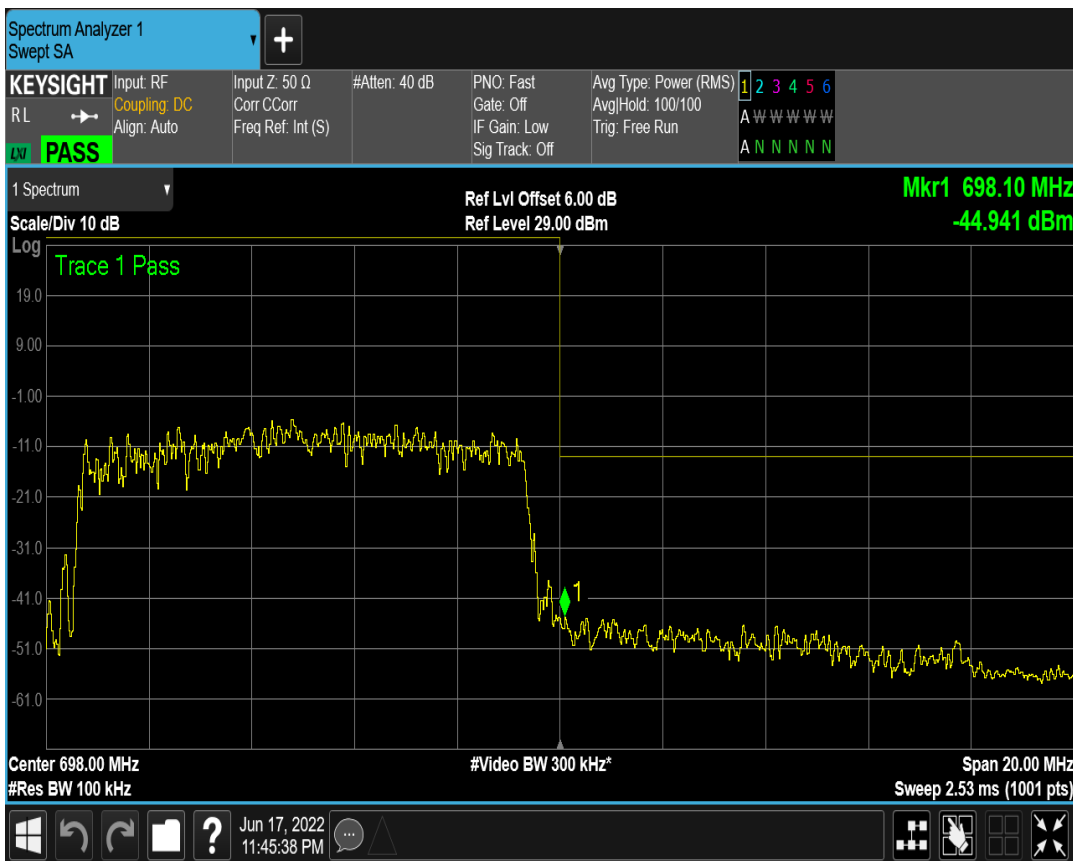 Spectrum Analyzer 1
Swept SA
+
KEYSIGHT
RL
LXI PASS
Input: RF
Coupling: DC
Align: Auto
Input Z: 50 Ω
Corr CCorr
Freq Ref: Int (S)
#Atten: 40 dB
PNO: Fast
Gate: Off
IF Gain: Low
Sig Track: Off
Avg Type: Power (RMS)
Avg|Hold: 100/100
Trig: Free Run
1 2 3 4 5 6
A W W W W W
A N N N N N
1 Spectrum
Scale/Div 10 dB
Ref Lvl Offset 6.00 dB
Ref Level 29.00 dBm
Mkr1 698.10 MHz
-44.941 dBm
Log
Trace 1 Pass
19.0
9.00
-1.00
-11.0
-21.0
-31.0
-41.0
1
-51.0
-61.0
Center 698.00 MHz
#Video BW 300 kHz*
Span 20.00 MHz
#Res BW 100 kHz
Sweep 2.53 ms (1001 pts)
?
Jun 17, 2022
11:45:38 PM